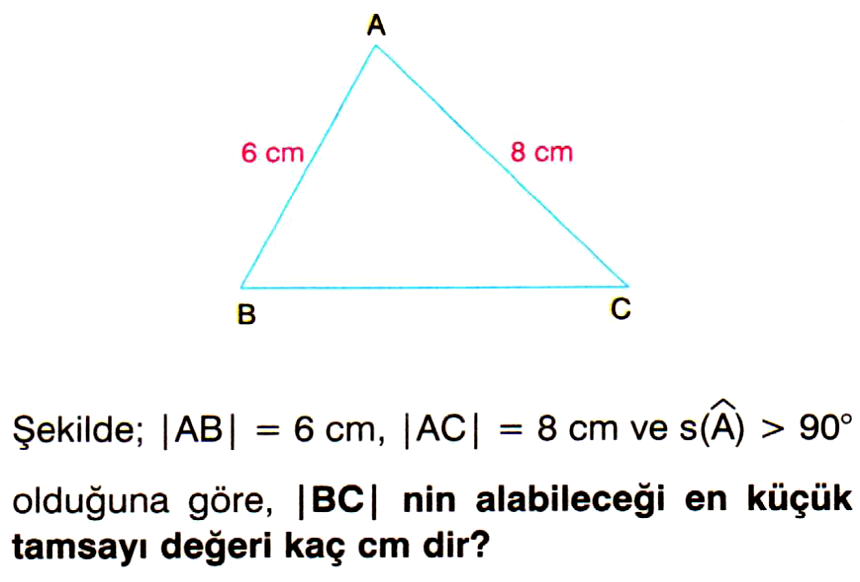 A
6 cm 8 cm
B C
Şekilde; |AB| = 6 cm, |AC| = 8 cm ve s(Â) > 90°
olduğuna göre, |BC| nin alabileceği en küçük
tamsayı değeri kaç cm dir?